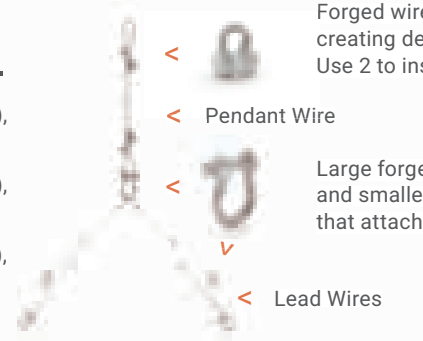 Forged wire
creating de
Use 2 to ins
Pendant Wire
Large forge
and smalle
that attach
Lead Wires